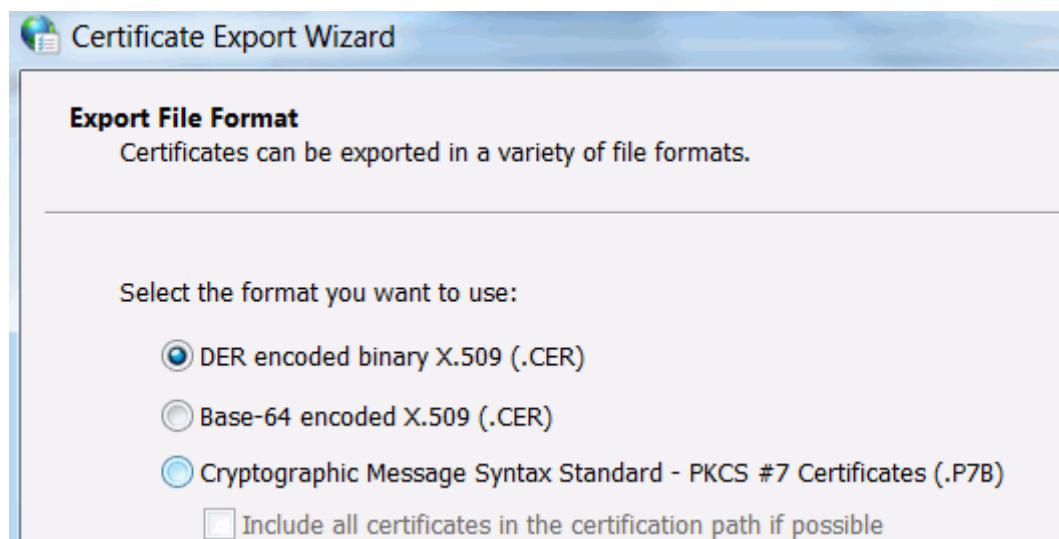 Certificate Export Wizard
Export File Format
Certificates can be exported in a variety of file formats.
Select the format you want to use:
DER encoded binary X.509 (.CER)
Base-64 encoded X.509 (.CER)
Cryptographic Message Syntax Standard - PKCS #7 Certificates (.P7B)
Include all certificates in the certification path if possible